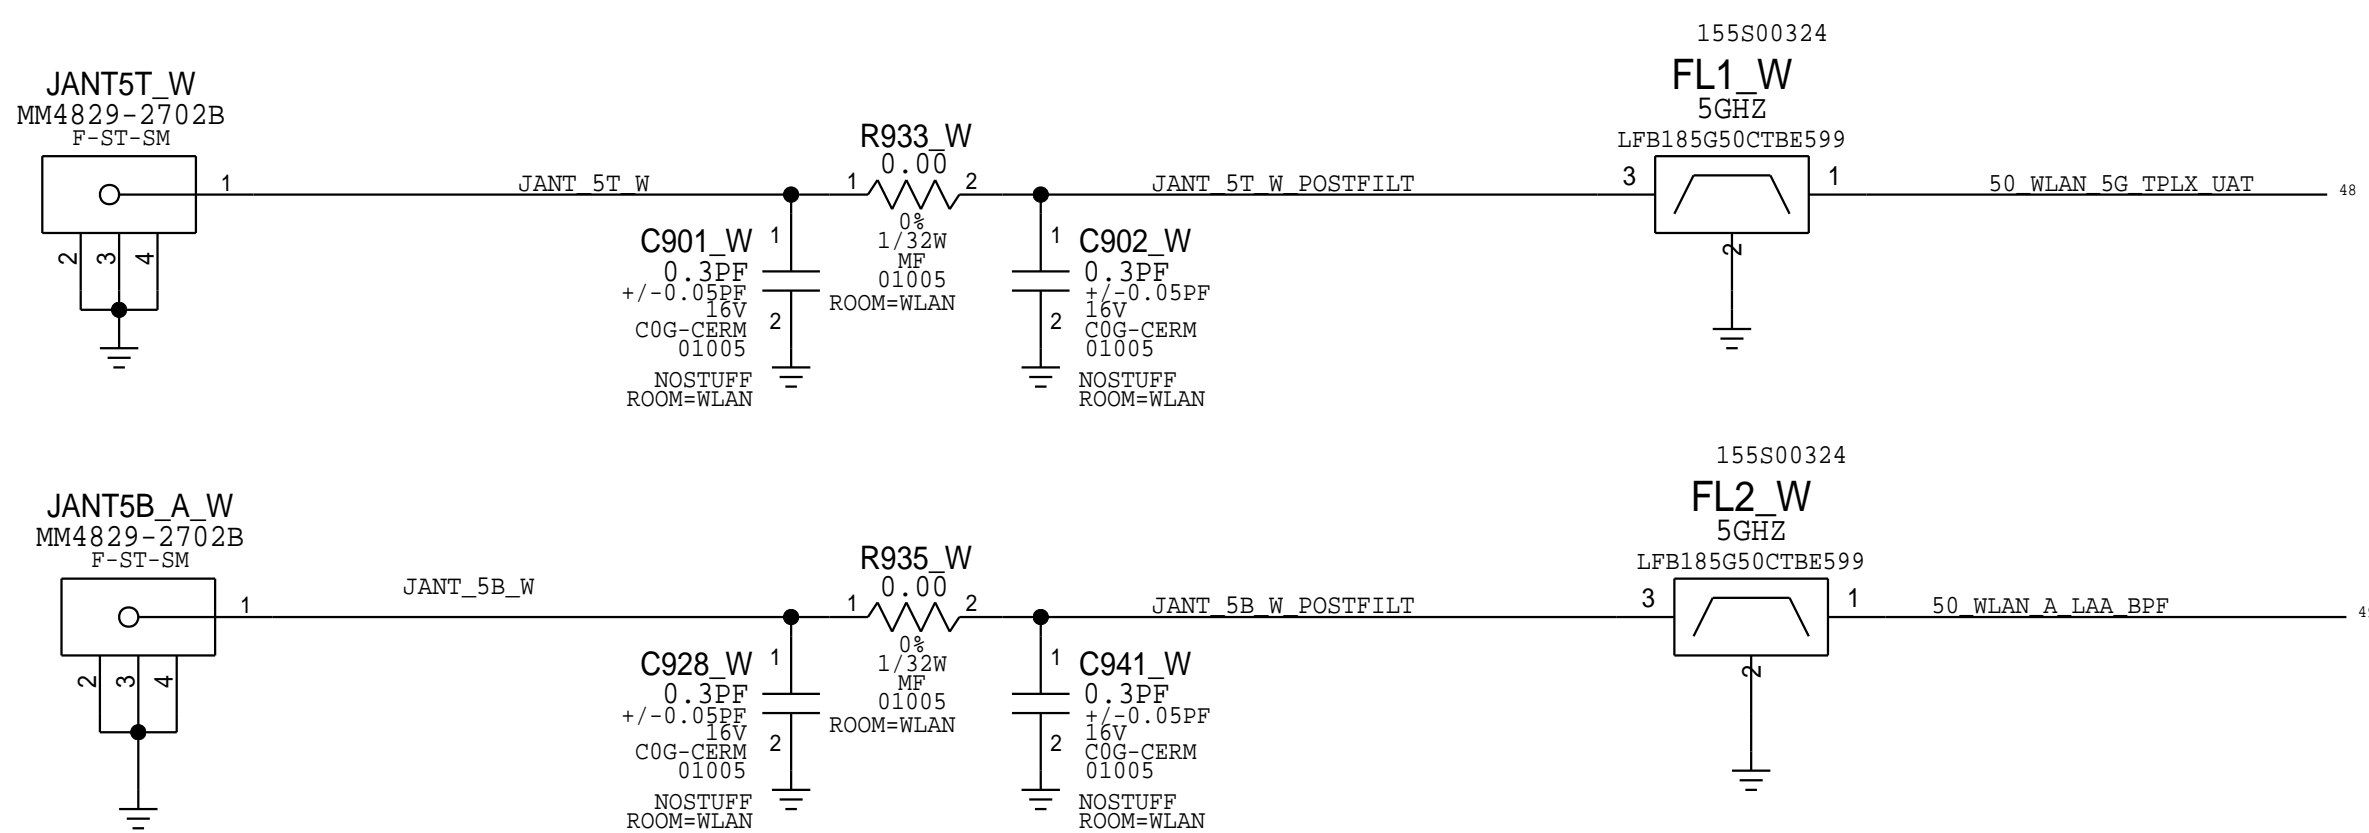 155S00324
FL1_W
5GHZ
LFB185G50CTBE599
JANT5T_W
MM4829-2702B
F-ST-SM
1
2
3
4
JANT_5T_W
R933_W
0.00
1
2
0%
1/32W
MF
01005
ROOM=WLAN
C901_W
1
0.3PF
+/-0.05PF
16V
2
C0G-CERM
01005
NOSTUFF
ROOM=WLAN
1
C902_W
0.3PF
+/-0.05PF
16V
2
C0G-CERM
01005
NOSTUFF
ROOM=WLAN
JANT_5T_W_POSTFILT
3
1
2
50_WLAN_5G_TPLX_UAT
48
155S00324
FL2_W
5GHZ
LFB185G50CTBE599
JANT5B_A_W
MM4829-2702B
F-ST-SM
1
2
3
4
JANT_5B_W
R935_W
0.00
1
2
0%
1/32W
MF
01005
ROOM=WLAN
C928_W
1
0.3PF
+/-0.05PF
16V
2
C0G-CERM
01005
NOSTUFF
ROOM=WLAN
1
C941_W
0.3PF
+/-0.05PF
16V
2
C0G-CERM
01005
NOSTUFF
ROOM=WLAN
JANT_5B_W_POSTFILT
3
1
2
50_WLAN_A_LAA_BPF